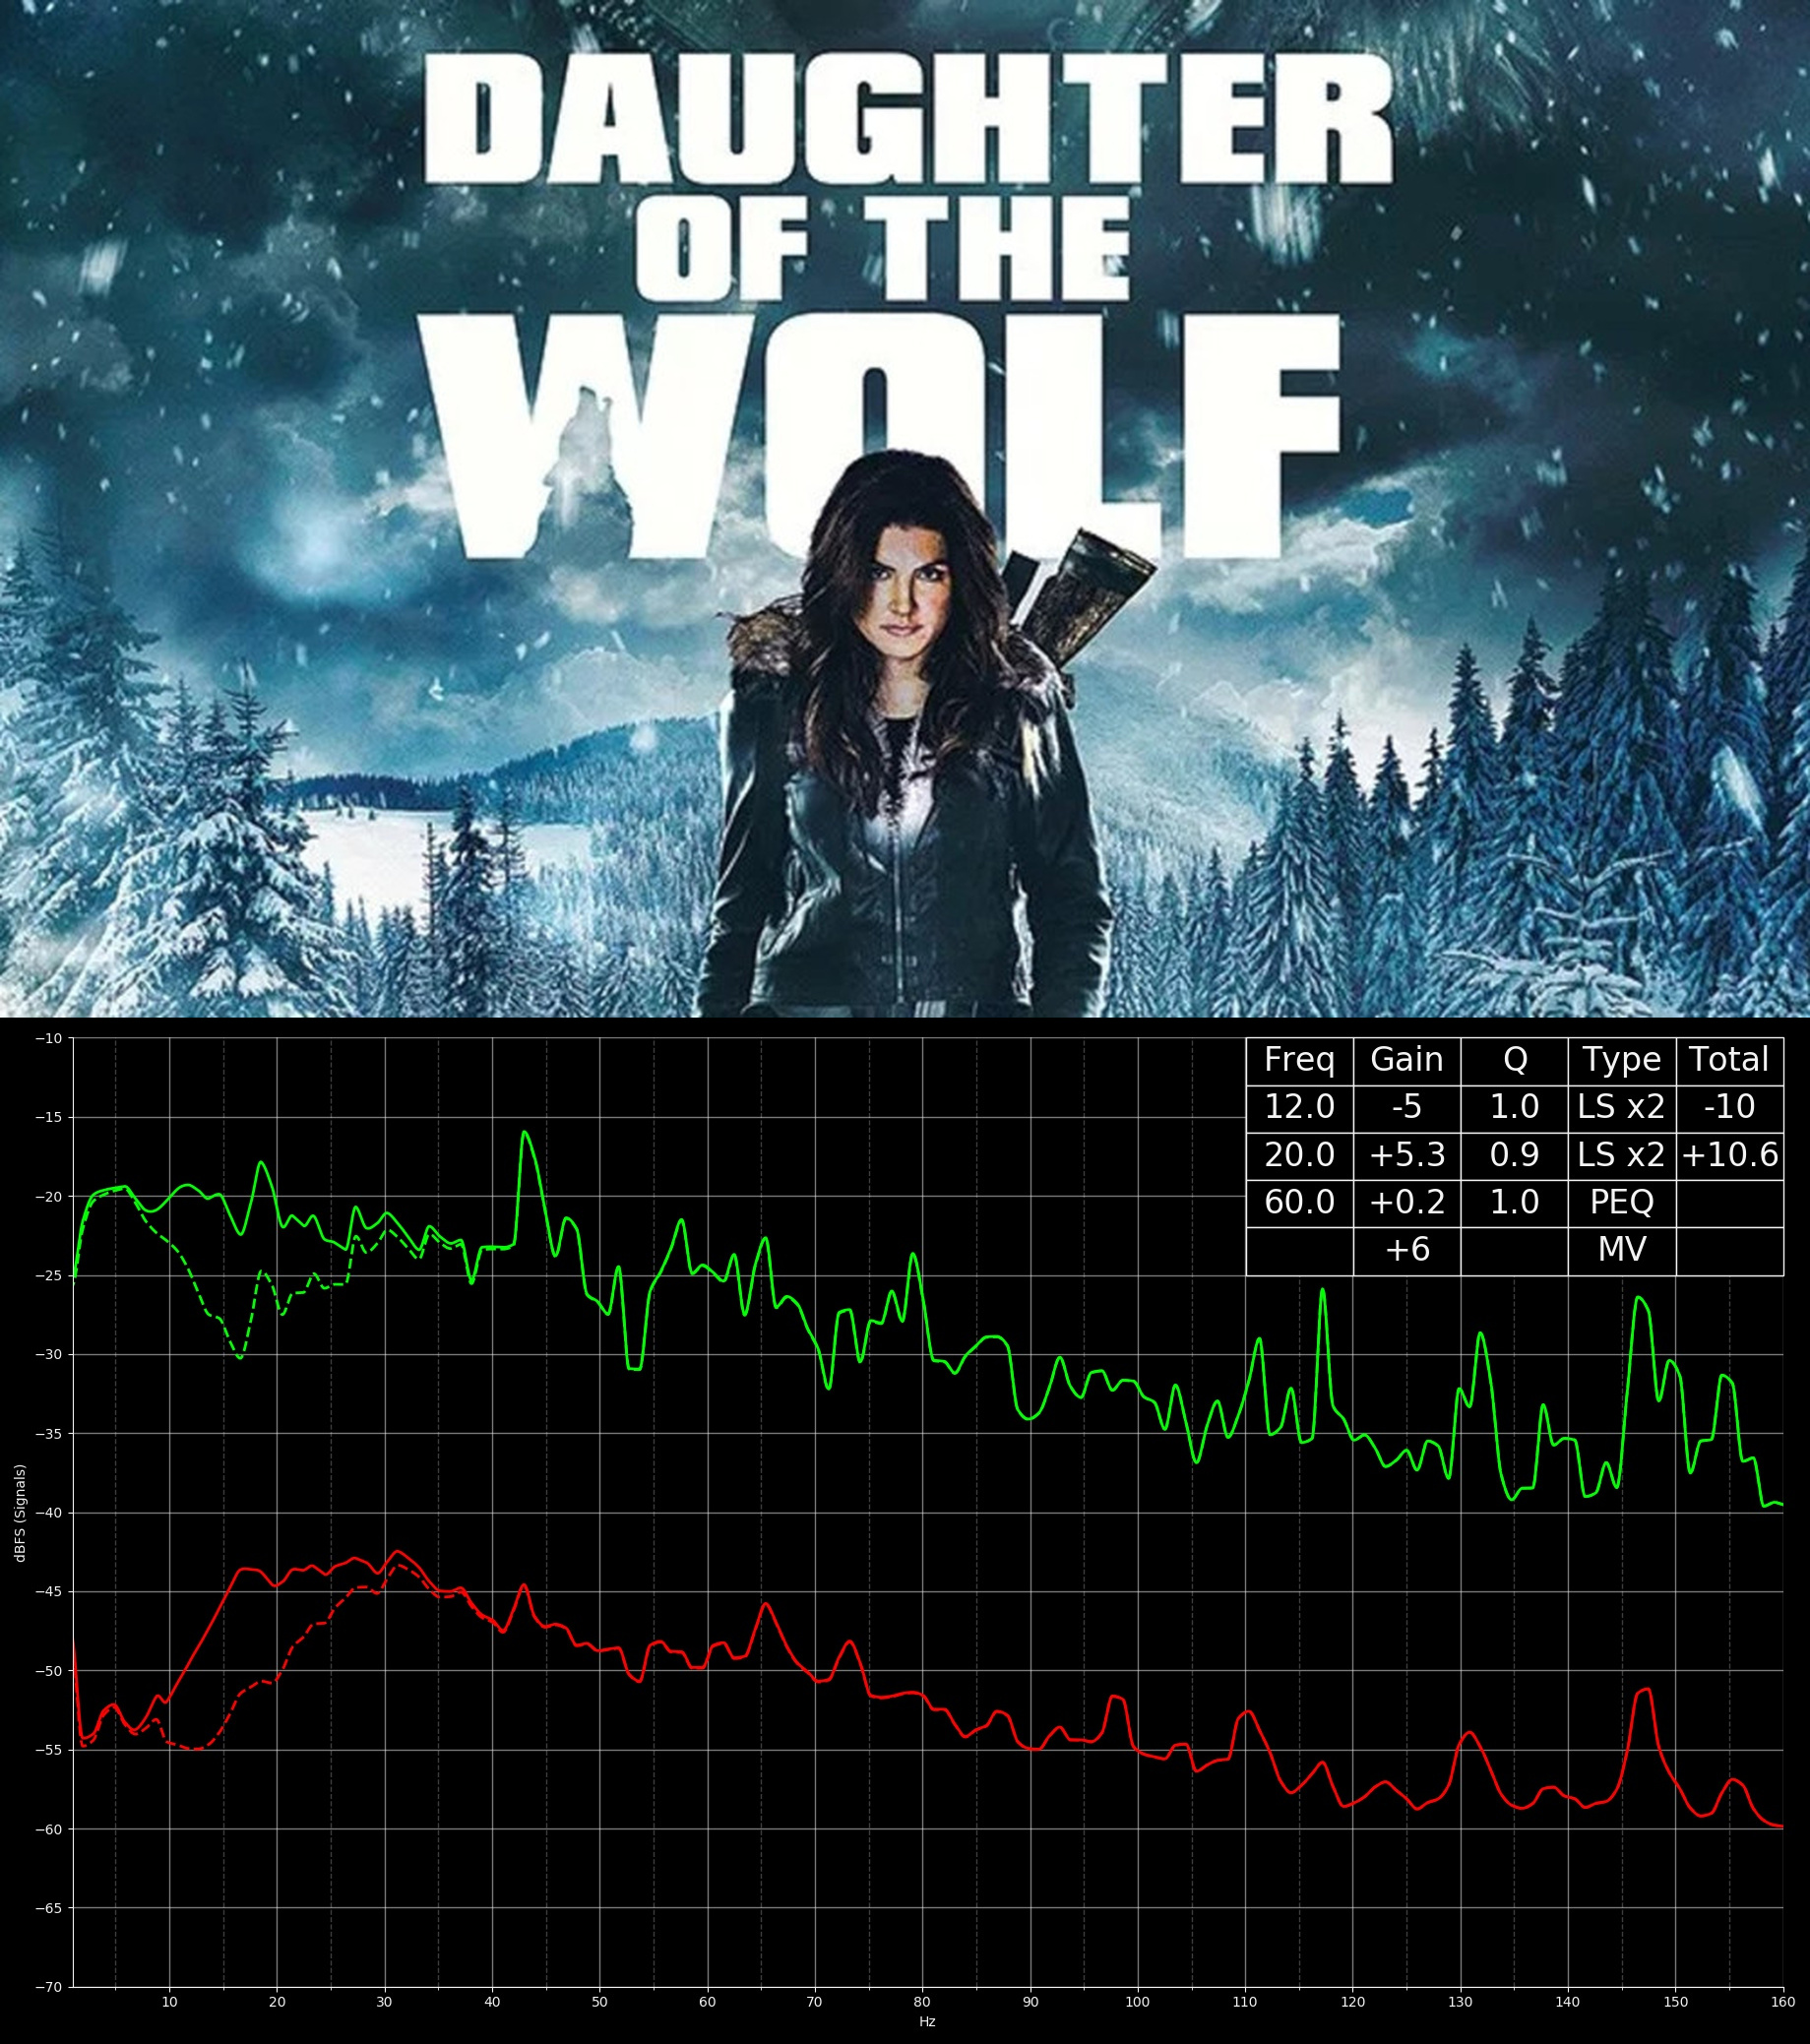 DAUGHTER
OF THE
WOLF
Freq Gain Q Type Total
12.0 -5 1.0 LS x2 -10
20.0 +5.3 0.9 LS x2 +10.6
60.0 +0.2 1.0 PEQ
+6 MV
−10
−15
−20
−25
−30
−35
−40
−45
−50
−55
−60
−65
−70
dBFS (Signals)
10 20 30 40 50 60 70 80 90 100 110 120 130 140 150 160
Hz